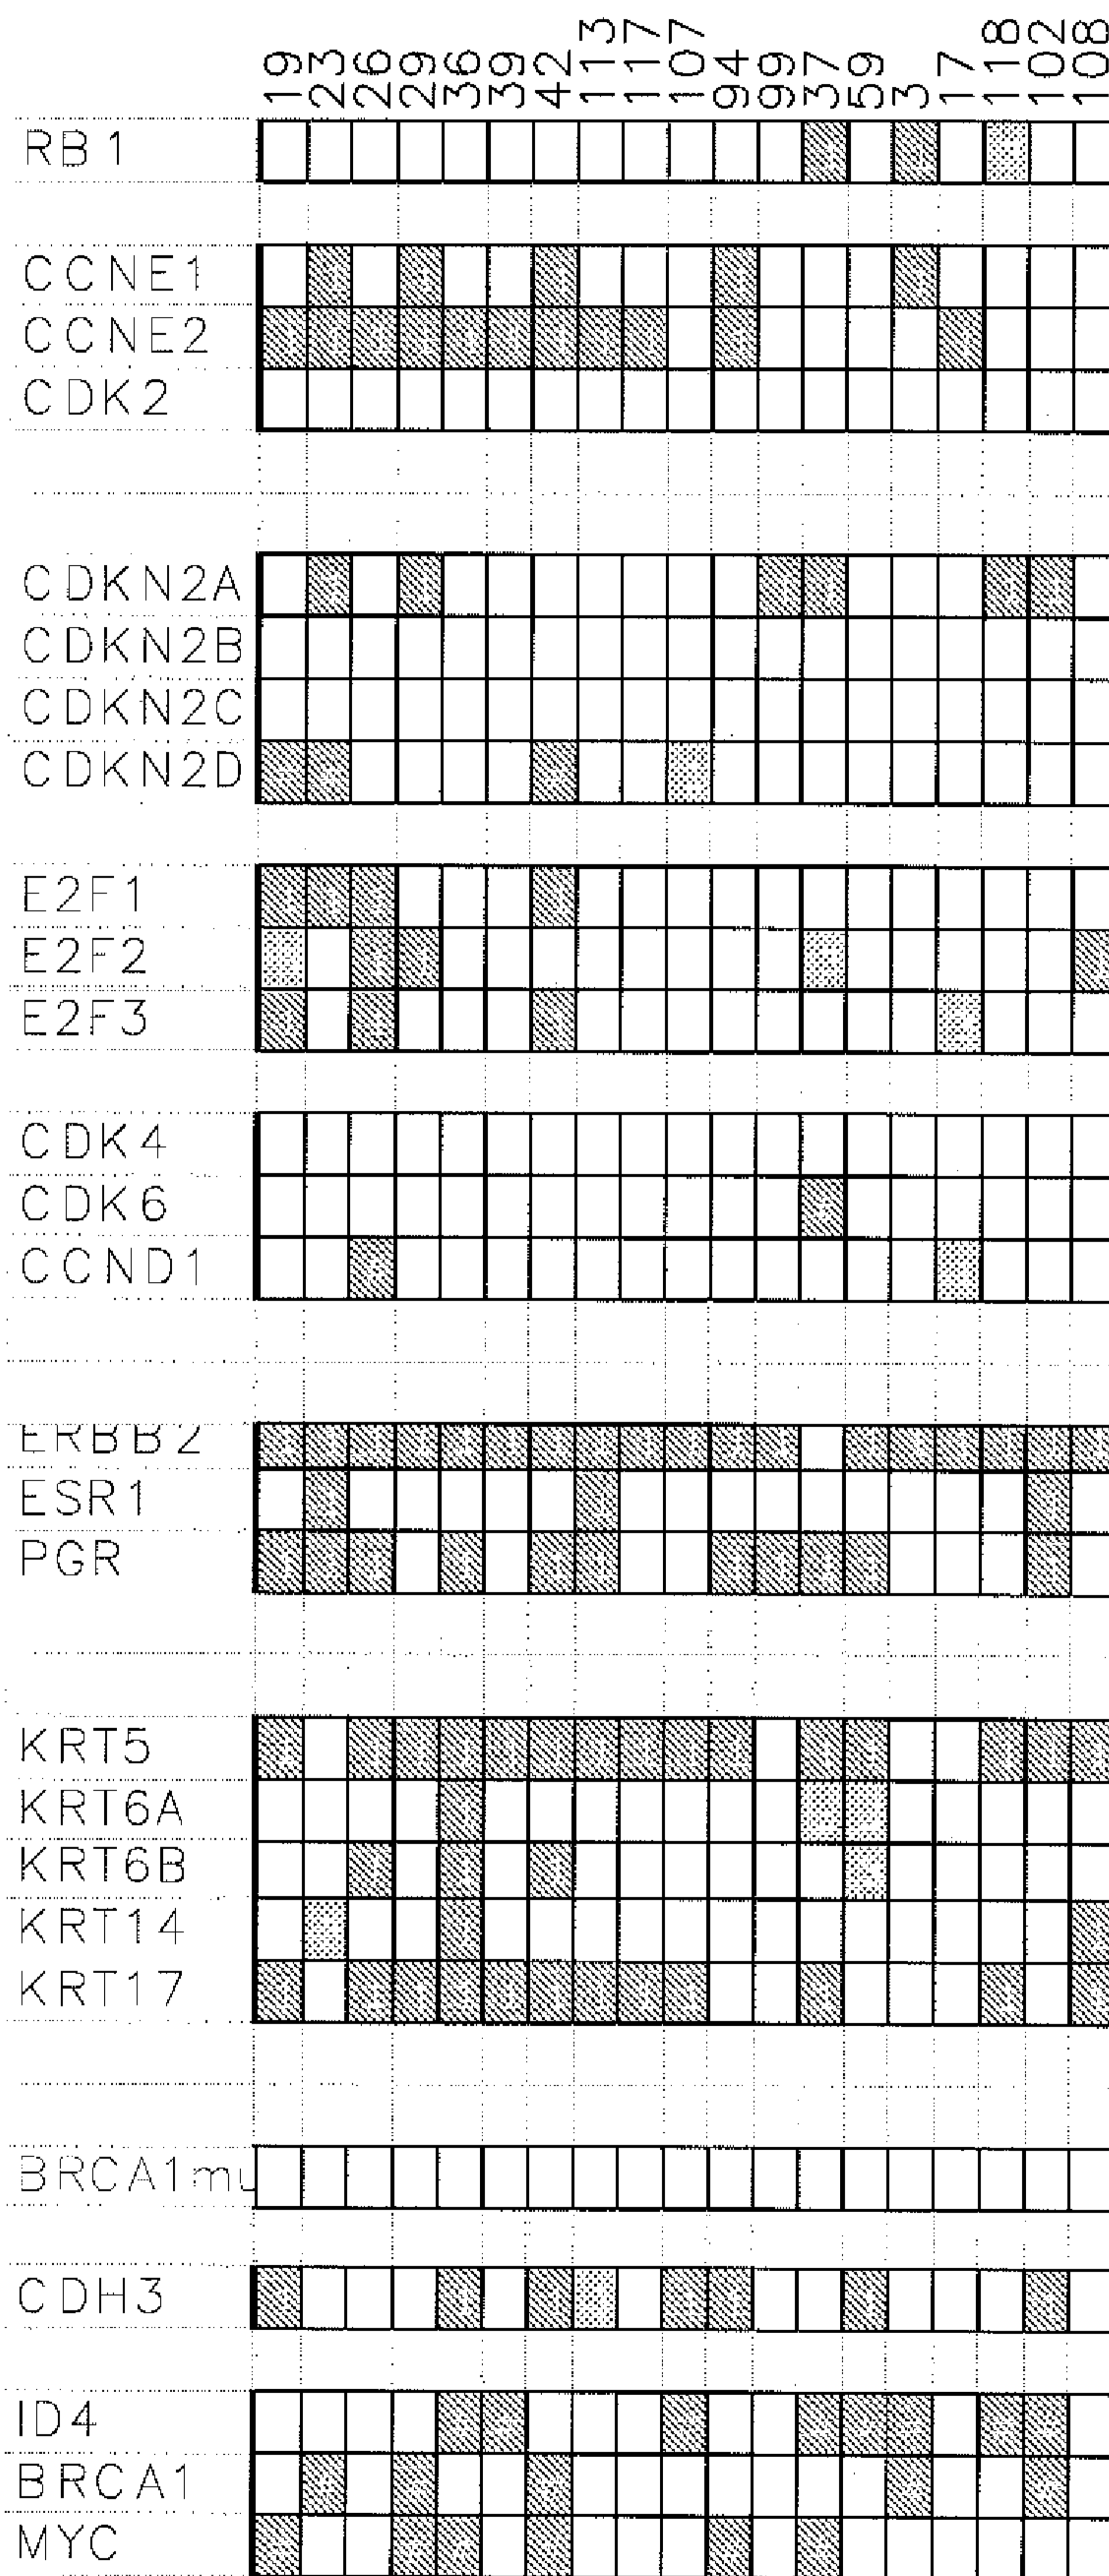 19 23 26 29 36 39 42 113 117 107 94 99 37 59 3 17 118 102 108
RB1
CCNE1
CCNE2
CDK2
CDKN2A
CDKN2B
CDKN2C
CDKN2D
E2F1
E2F2
E2F3
CDK4
CDK6
CCND1
ERBB2
ESR1
PGR
KRT5
KRT6A
KRT6B
KRT14
KRT17
BRCA1mu
CDH3
ID4
BRCA1
MYC